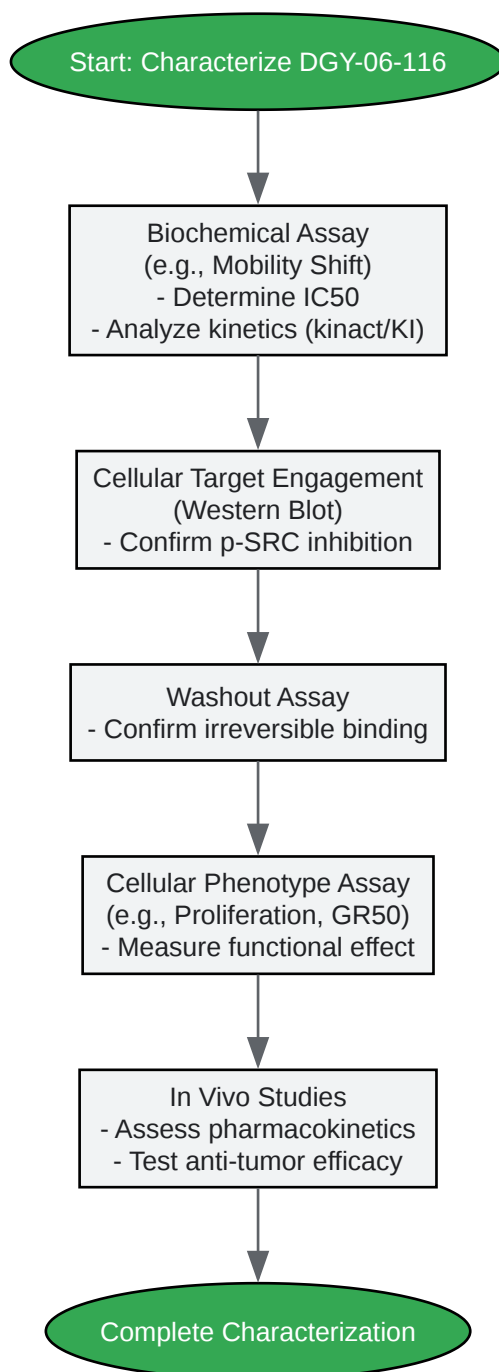 Start: Characterize DGY-06-116
Biochemical Assay
(e.g., Mobility Shift)
- Determine IC50
- Analyze kinetics (kinact/KI)
Cellular Target Engagement
(Western Blot)
- Confirm p-SRC inhibition
Washout Assay
- Confirm irreversible binding
Cellular Phenotype Assay
(e.g., Proliferation, GR50)
- Measure functional effect
In Vivo Studies
- Assess pharmacokinetics
- Test anti-tumor efficacy
Complete Characterization